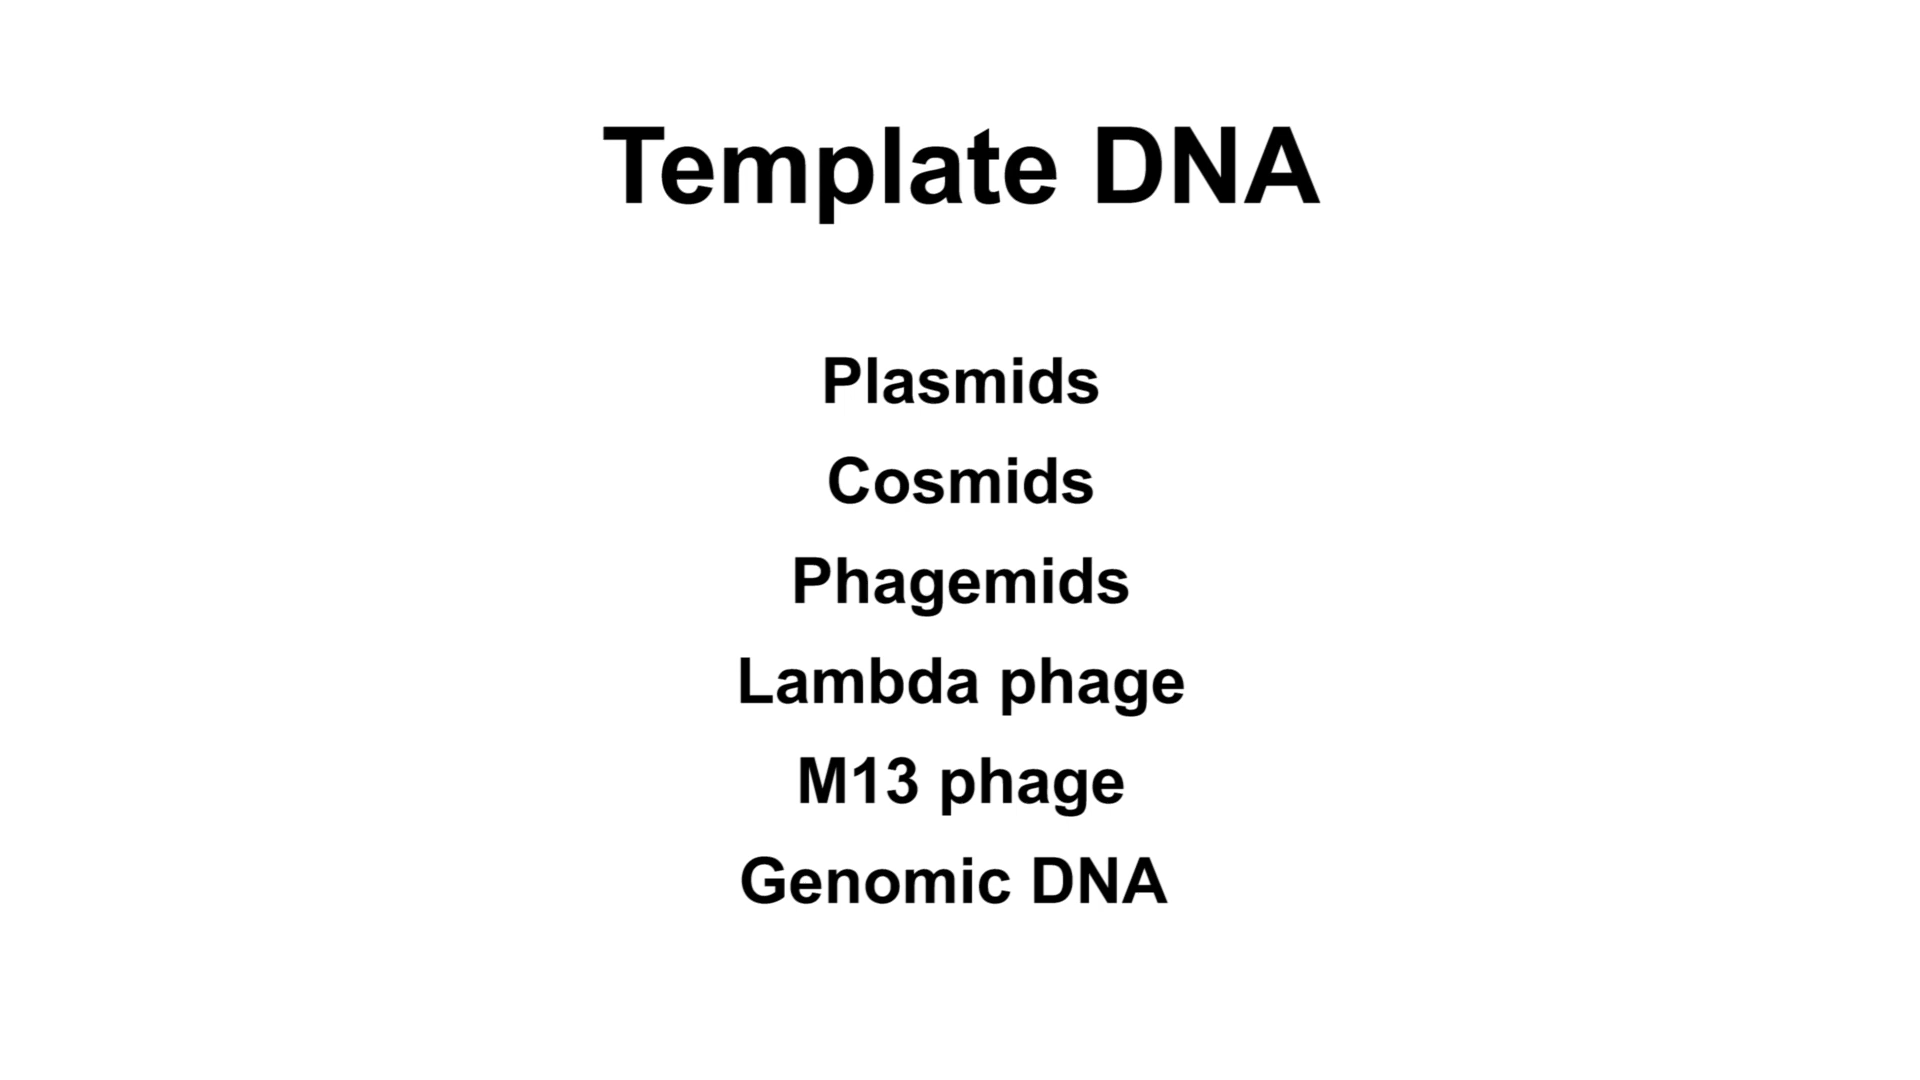 Template DNA
Plasmids
Cosmids
Phagemids
Lambda phage
M13 phage
Genomic DNA